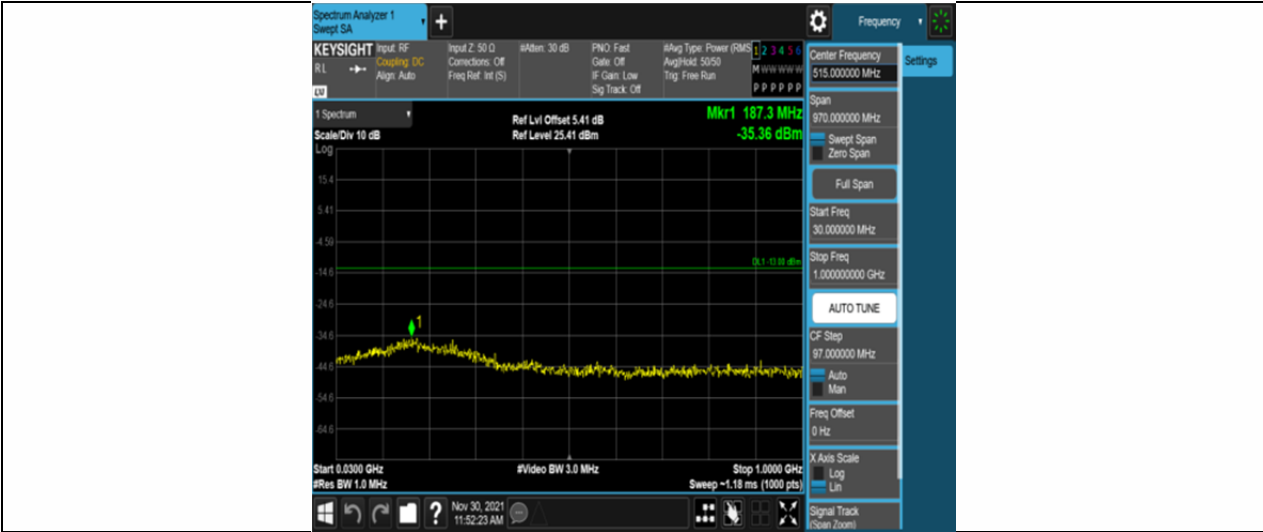 Spectrum Analyzer 1
Swept SA
Frequency
KEYSIGHT
Input: RF
Coupling: DC
Align: Auto
Input Z: 50 Ω
Corrections: Off
Freq Ref: Int (S)
#Atten: 30 dB
PNO: Fast
Gate: Off
IF Gain: Low
Sig Track: Off
#Avg Type: Power (RMS
Avg|Hold: 50/50
Trig: Free Run
1 2 3 4 5 6
M W W W W W
P P P P P P
RL
LV
1 Spectrum
Scale/Div 10 dB
Log
Ref Lvl Offset 5.41 dB
Ref Level 25.41 dBm
Mkr1 187.3 MHz
-35.36 dBm
15.4
5.41
-4.59
DL1 -13.00 dBm
-14.6
-24.6
1
-34.6
-44.6
-54.6
-64.6
Start 0.0300 GHz
#Res BW 1.0 MHz
#Video BW 3.0 MHz
Stop 1.0000 GHz
Sweep ~1.18 ms (1000 pts)
?
Nov 30, 2021
11:52:23 AM
Center Frequency
515.000000 MHz
Settings
Span
970.000000 MHz
Swept Span
Zero Span
Full Span
Start Freq
30.000000 MHz
Stop Freq
1.000000000 GHz
AUTO TUNE
CF Step
97.000000 MHz
Auto
Man
Freq Offset
0 Hz
X Axis Scale
Log
Lin
Signal Track
(Span Zoom)